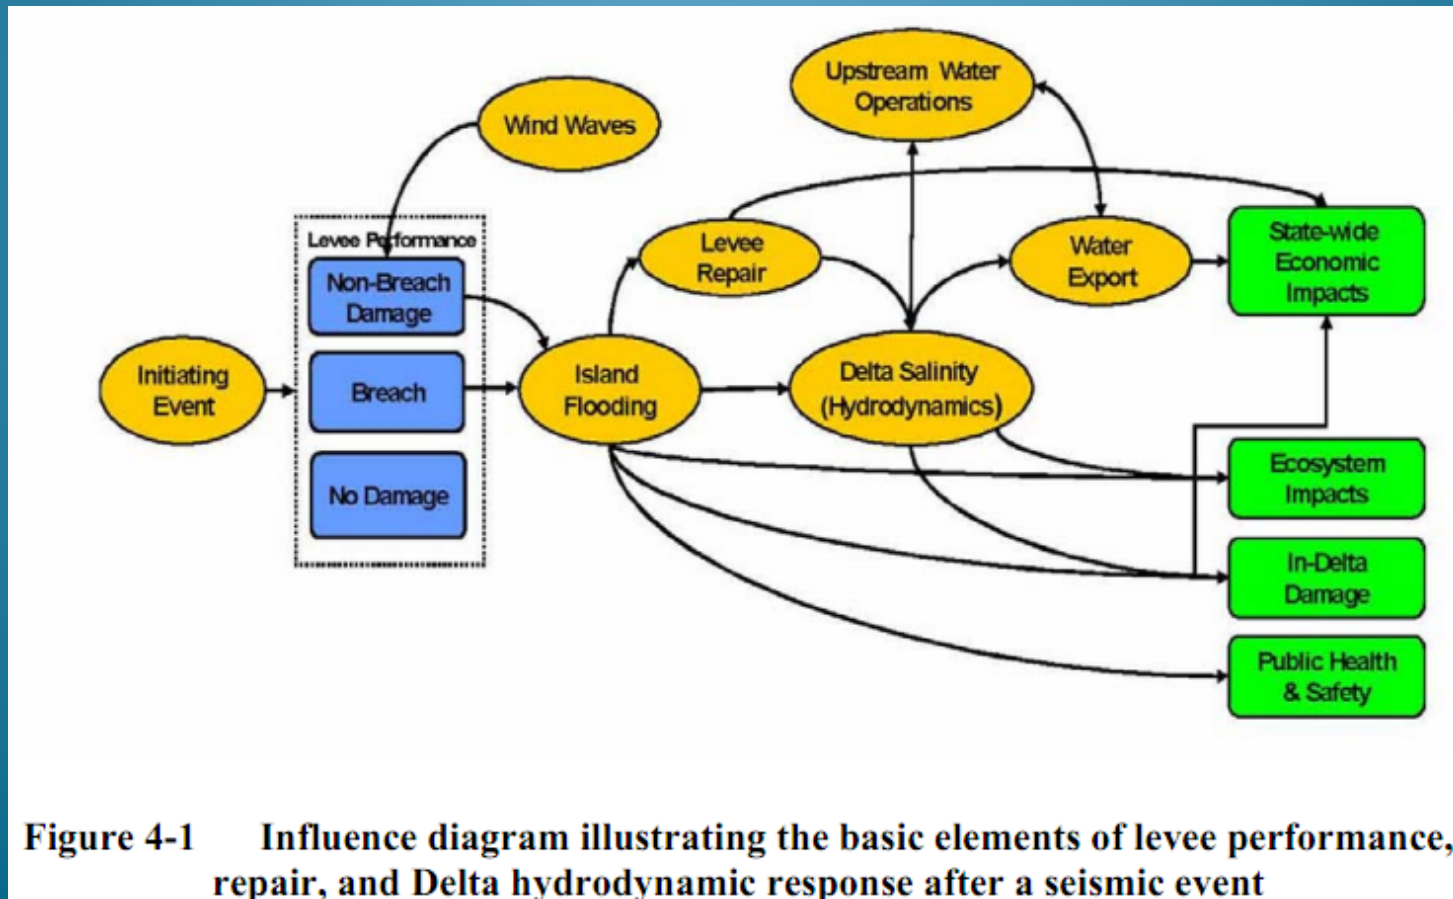 Upstream Water
Operations
Wind Waves
Levee Performance
Levee
Repair
Water
Export
State-wide
Economic
Impacts
Non-Breach
Damage
Initiating
Event
Breach
Island
Flooding
Delta Salinity
(Hydrodynamics)
No Damage
Ecosystem
Impacts
In-Delta
Damage
Public Health
& Safety
Figure 4-1 Influence diagram illustrating the basic elements of levee performance,
repair, and Delta hydrodynamic response after a seismic event